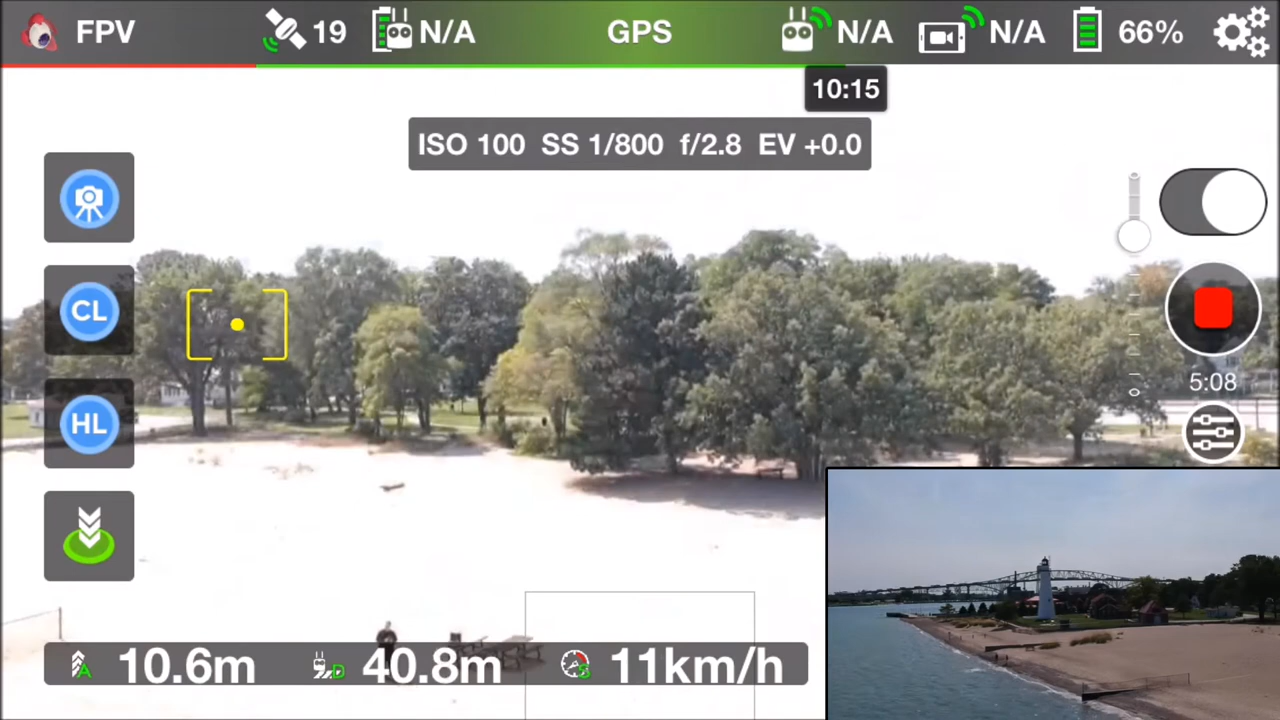 FPV 19 N/A GPS N/A N/A 66%
10:15
ISO 100 SS 1/800 f/2.8 EV +0.0
CL
HL
5:08
A 10.6m D 40.8m S 11km/h